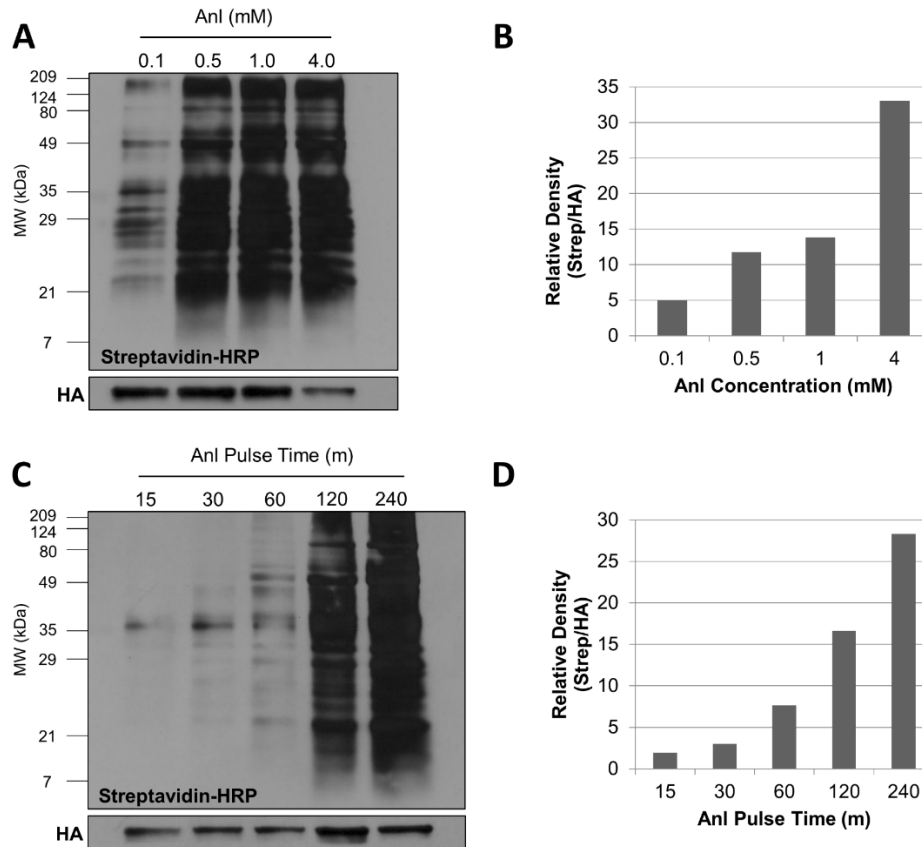 A
Anl (mM)
0.1 0.5 1.0 4.0
209
124
80
49
35
29
21
7
MW (kDa)
Streptavidin-HRP
HA
B
35
30
25
20
15
10
5
0
Relative Density
(Strep/HA)
0.1 0.5 1 4
Anl Concentration (mM)
C
Anl Pulse Time (m)
15 30 60 120 240
209
124
80
49
35
29
21
7
MW (kDa)
Streptavidin-HRP
HA
D
30
25
20
15
10
5
0
Relative Density
(Strep/HA)
15 30 60 120 240
Anl Pulse Time (m)